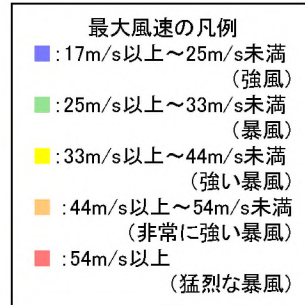 最大風速の凡例
:17m/s以上～25m/s未満
(強風)
:25m/s以上～33m/s未満
(暴風)
:33m/s以上～44m/s未満
(強い暴風)
:44m/s以上～54m/s未満
(非常に強い暴風)
:54m/s以上
(猛烈な暴風)